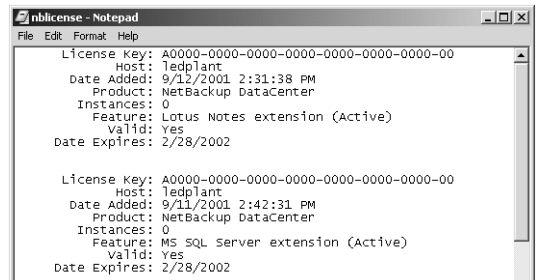 nblicense - Notepad
File Edit Format Help
License Key: A0000-0000-0000-0000-0000-0000-0000-00
Host: ledplant
Date Added: 9/12/2001 2:31:38 PM
Product: NetBackup DataCenter
Instances: 0
Feature: Lotus Notes extension (Active)
Valid: Yes
Date Expires: 2/28/2002
License Key: A0000-0000-0000-0000-0000-0000-0000-00
Host: ledplant
Date Added: 9/11/2001 2:42:31 PM
Product: NetBackup DataCenter
Instances: 0
Feature: MS SQL Server extension (Active)
Valid: Yes
Date Expires: 2/28/2002